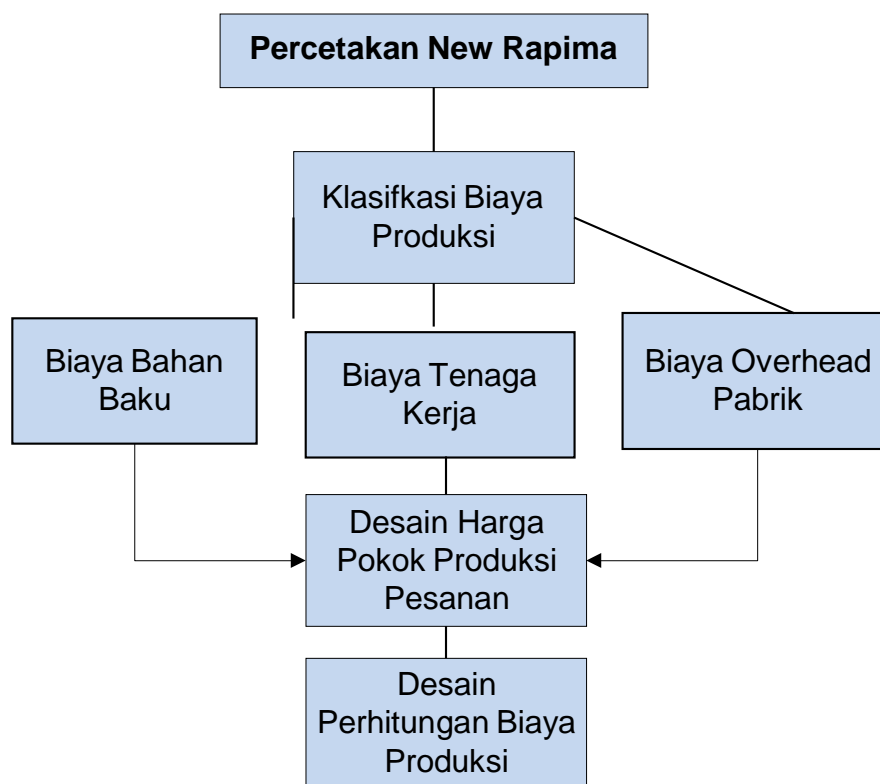 Percetakan New Rapima
Klasifkasi Biaya
Produksi
Biaya Bahan
Baku
Biaya Tenaga
Kerja
Biaya Overhead
Pabrik
Desain Harga
Pokok Produksi
Pesanan
Desain
Perhitungan Biaya
Produksi